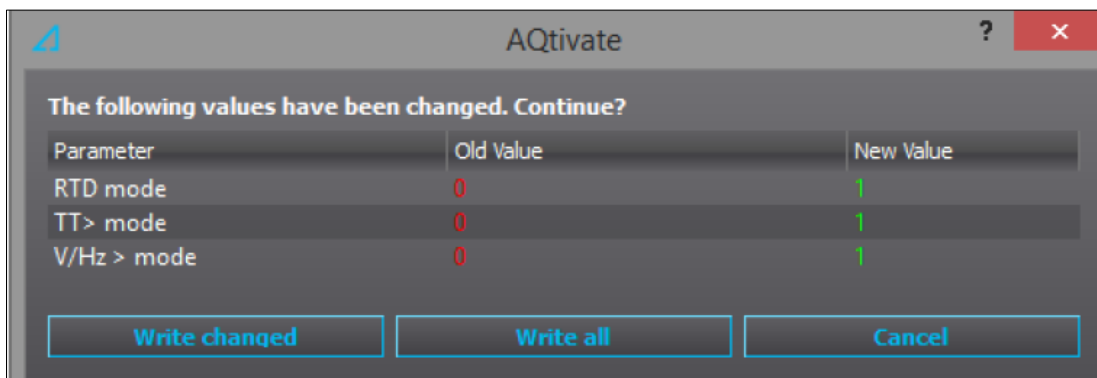 AQtivate ? ×
The following values have been changed. Continue?
Parameter Old Value New Value
RTD mode 0 1
TT> mode 0 1
V/Hz > mode 0 1
Write changed Write all Cancel